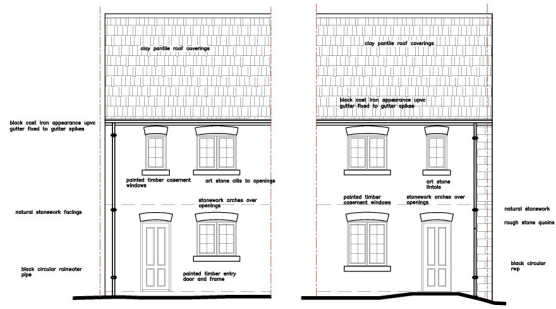 clay pantile roof coverings
black cast iron appearance upvc
gutter fixed to gutter spikes
painted timber casement
windows
art stone cills to openings
natural stonework facings
stonework arches over
openings
black circular rainwater
pipe
painted timber entry
door and frame
clay pantile roof coverings
black cast iron appearance upvc
gutter fixed to gutter spikes
art stone
lintols
painted timber
casement windows
stonework arches over
openings
natural stonework
rough stone quoins
black circular
rwp